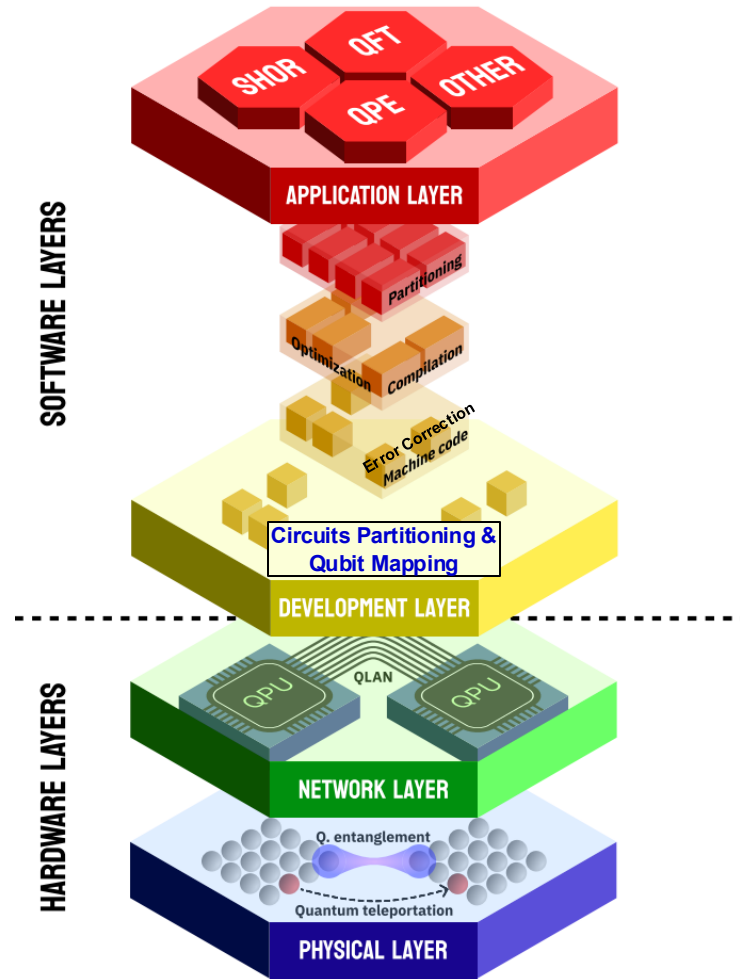 QFT
SHOR
OTHER
QPE
APPLICATION LAYER
SOFTWARE LAYERS
Partitioning
Optimization
Compilation
Error Correction
Machine code
Circuits Partitioning &
Qubit Mapping
DEVELOPMENT LAYER
QLAN
QPU
QPU
HARDWARE LAYERS
NETWORK LAYER
Q. entanglement
Quantum teleportation
PHYSICAL LAYER